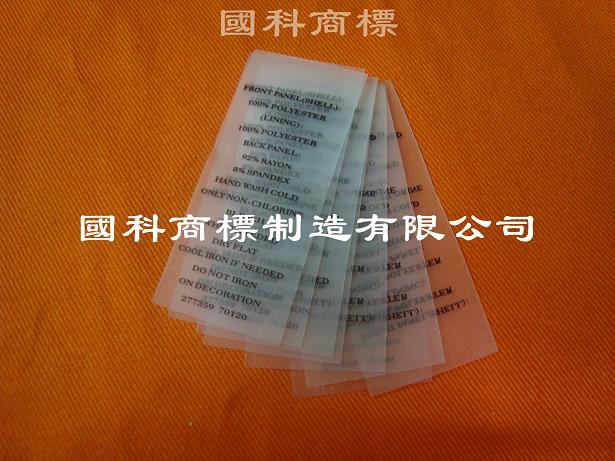 國科商標
FRONT PANEL(SHELL):
100% POLYESTER
(LINING):
100% POLYESTER
BACK PANEL:
92% RAYON
8% SPANDEX
HAND WASH COLD
ONLY NON-CHLORINE
國科商標制造有限公司
DRY FLAT
COOL IRON IF NEEDED
DO NOT IRON
ON DECORATION
277359 70120